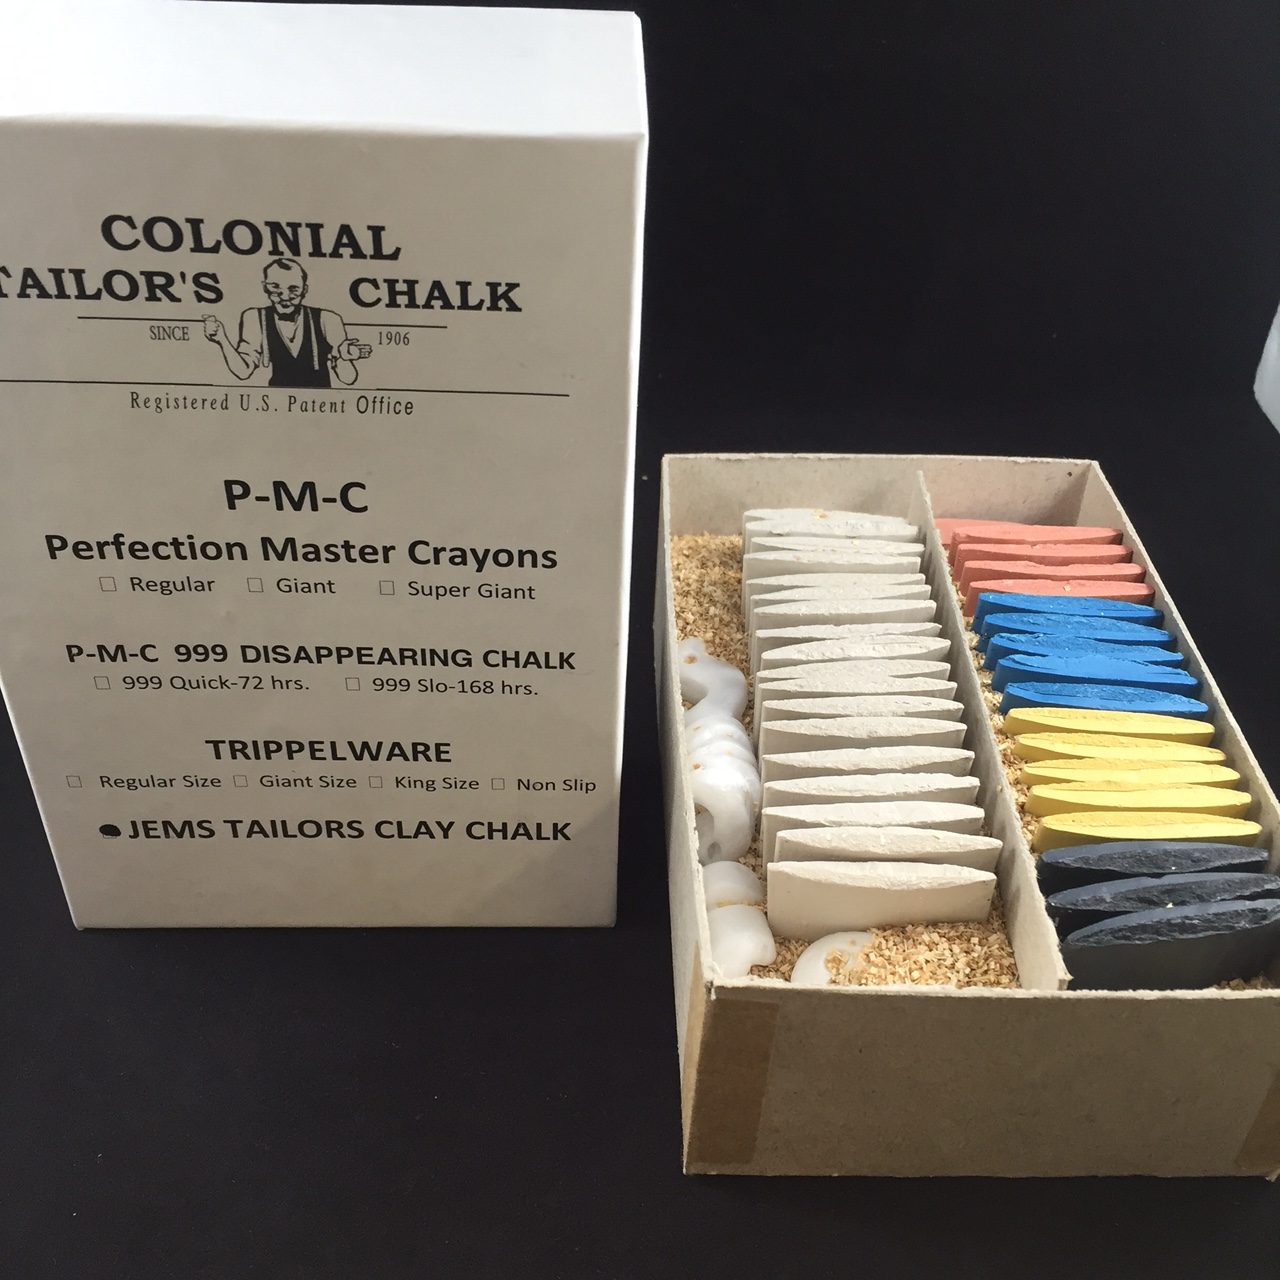 COLONIAL
TAILOR'S CHALK
SINCE 1906
Registered U.S. Patent Office
P-M-C
Perfection Master Crayons
☐ Regular ☐ Giant ☐ Super Giant
P-M-C 999 DISAPPEARING CHALK
☐ 999 Quick-72 hrs. ☐ 999 Slo-168 hrs.
TRIPPELWARE
☐ Regular Size ☐ Giant Size ☐ King Size ☐ Non Slip
● JEMS TAILORS CLAY CHALK